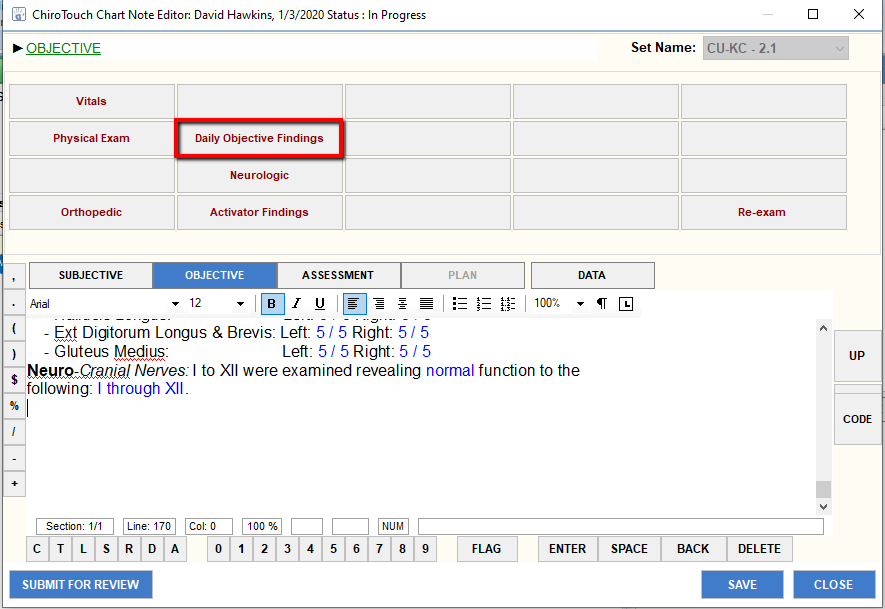 ChiroTouch Chart Note Editor: David Hawkins, 1/3/2020 Status : In Progress
OBJECTIVE
Set Name: CU-KC - 2.1
Vitals
Physical Exam Daily Objective Findings
Neurologic
Orthopedic Activator Findings Re-exam
SUBJECTIVE OBJECTIVE ASSESSMENT PLAN DATA
Arial 12 B I U 100% ¶ L
- Ext Digitorum Longus & Brevis: Left: 5 / 5 Right: 5 / 5
- Gluteus Medius: Left: 5 / 5 Right: 5 / 5
Neuro-Cranial Nerves: I to XII were examined revealing normal function to the
following: I through XII.
,
.
(
)
$
%
/
-
+
UP
CODE
Section: 1/1 Line: 170 Col: 0 100 % NUM
C T L S R D A 0 1 2 3 4 5 6 7 8 9 FLAG ENTER SPACE BACK DELETE
SUBMIT FOR REVIEW SAVE CLOSE